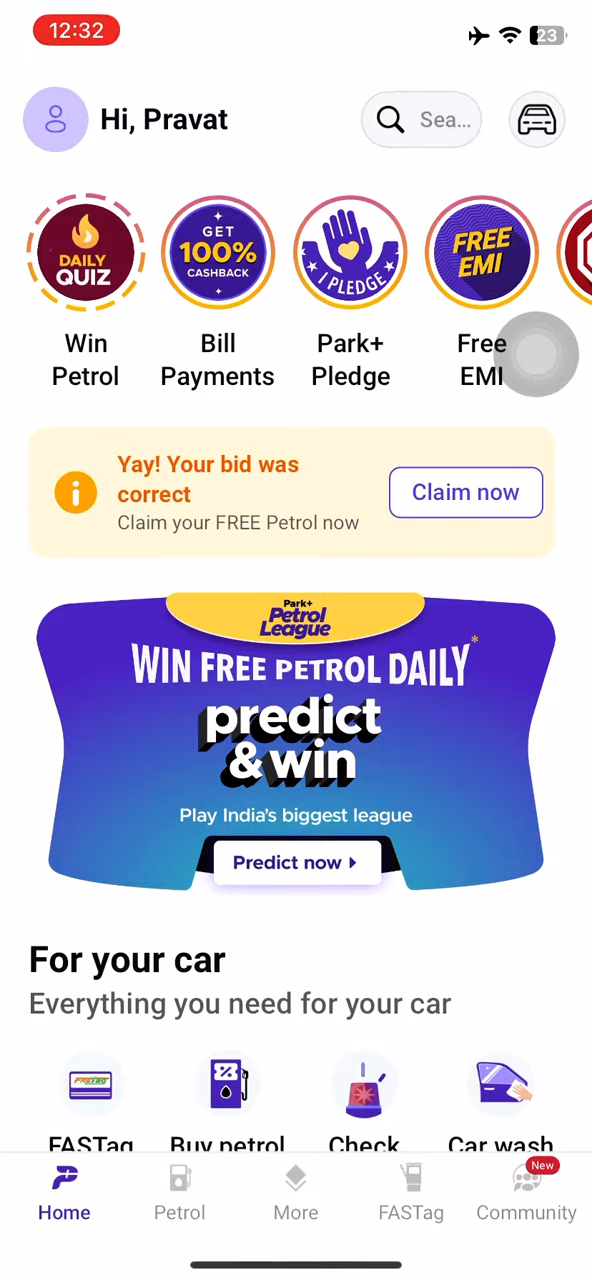 12:32
23
Hi, Pravat
Sea...
DAILY
QUIZ
GET
100%
CASHBACK
I PLEDGE
FREE
EMI
Win
Petrol
Bill
Payments
Park+
Pledge
Free
EMI
Yay! Your bid was
correct
Claim your FREE Petrol now
Claim now
Park+
Petrol
League
WIN FREE PETROL DAILY*
predict
&win
Play India's biggest league
Predict now
For your car
Everything you need for your car
FASTag
FASTag
Buy petrol
Check
Car wash
New
Home
Petrol
More
FASTag
Community